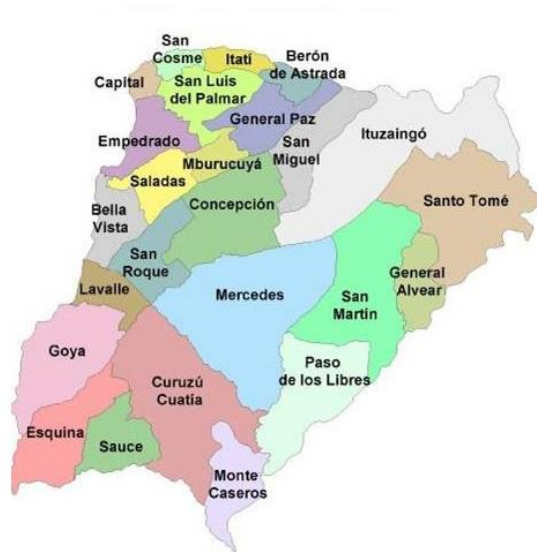 San
Cosme
Itatí
Berón
de Astrada
Capital
San Luis
del Palmar
General Paz
Ituzaingó
Empedrado
San
Miguel
Mburucuyá
Saladas
Santo Tomé
Concepción
Bella
Vista
San
Roque
General
Alvear
Lavalle
Mercedes
San
Martín
Goya
Paso
de los Libres
Curuzú
Cuatía
Esquina
Sauce
Monte
Caseros